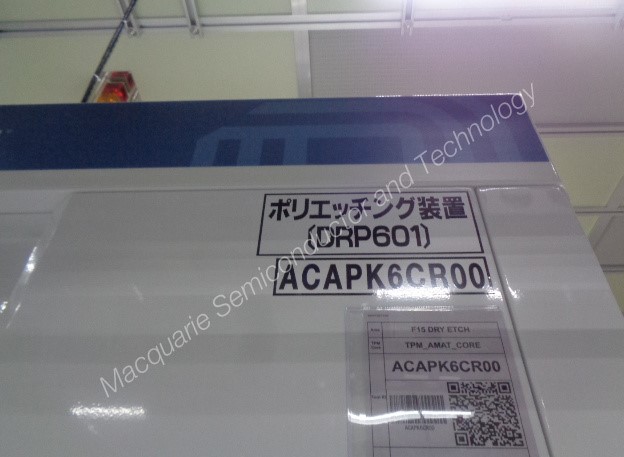 ポリエッチング装置
(DRP601)
ACAPK6CR00
F15 DRY ETCH
TPM_AMAT_CORE
ACAPK6CR00
Macquarie Semiconductor and Technology